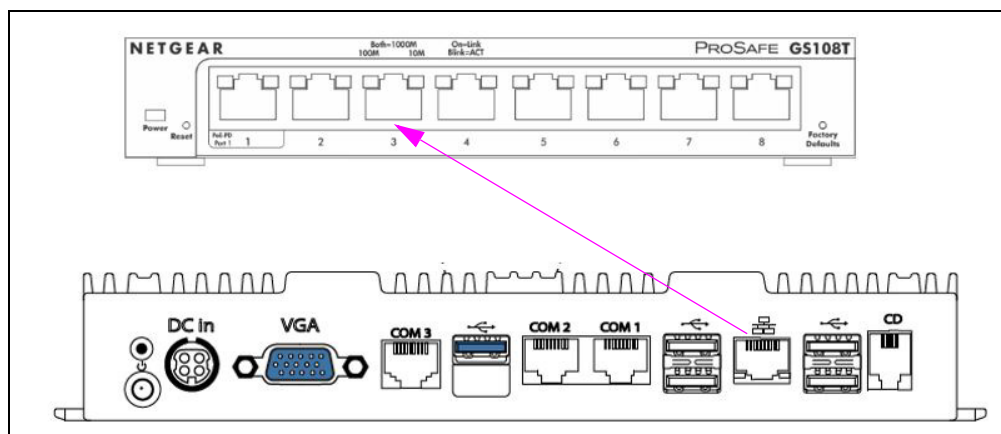 NETGEAR
Both=1000M
100M 10M
On=Link
Blink=ACT
PROSAFE GS108T
Power
Reset
PoE-PD
Port 1
1 2 3 4 5 6 7 8
Factory
Defaults
DC in
VGA
COM 3
COM 2
COM 1
CD